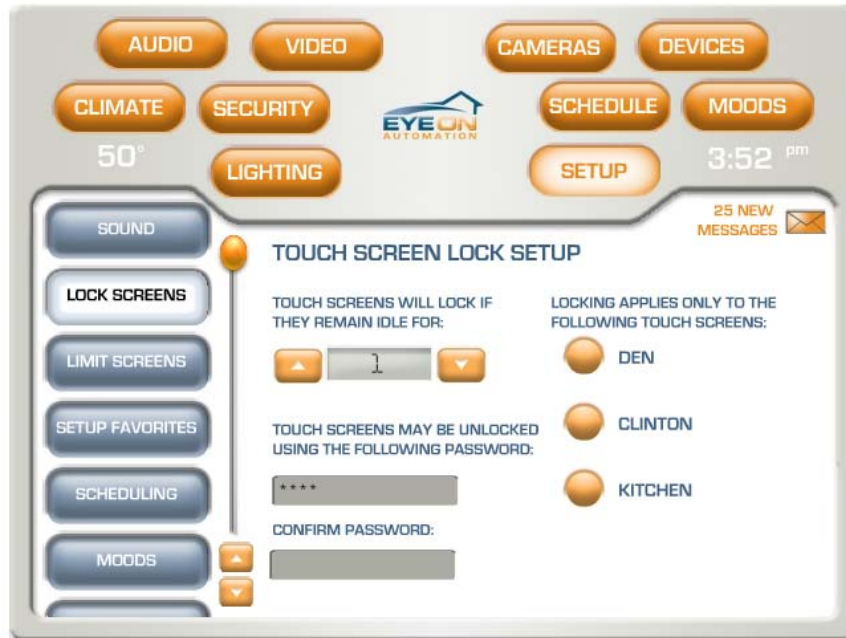 AUDIO
VIDEO
CAMERAS
DEVICES
CLIMATE
SECURITY
EYEON
AUTOMATION
SCHEDULE
MOODS
50°
LIGHTING
SETUP
3:52 pm
25 NEW
MESSAGES
SOUND
LOCK SCREENS
LIMIT SCREENS
SETUP FAVORITES
SCHEDULING
MOODS
TOUCH SCREEN LOCK SETUP
TOUCH SCREENS WILL LOCK IF
THEY REMAIN IDLE FOR:
1
TOUCH SCREENS MAY BE UNLOCKED
USING THE FOLLOWING PASSWORD:
****
CONFIRM PASSWORD:
LOCKING APPLIES ONLY TO THE
FOLLOWING TOUCH SCREENS:
DEN
CLINTON
KITCHEN